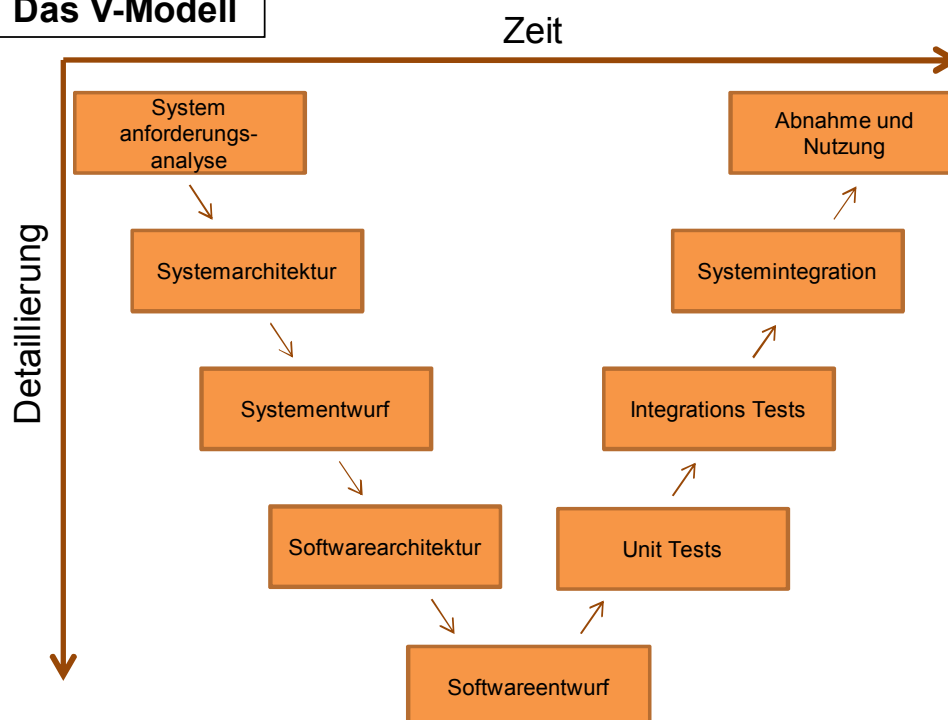 Das V-Modell
Zeit
Detaillierung
System
anforderungs-
analyse
Abnahme und
Nutzung
Systemarchitektur
Systemintegration
Systementwurf
Integrations Tests
Softwarearchitektur
Unit Tests
Softwareentwurf